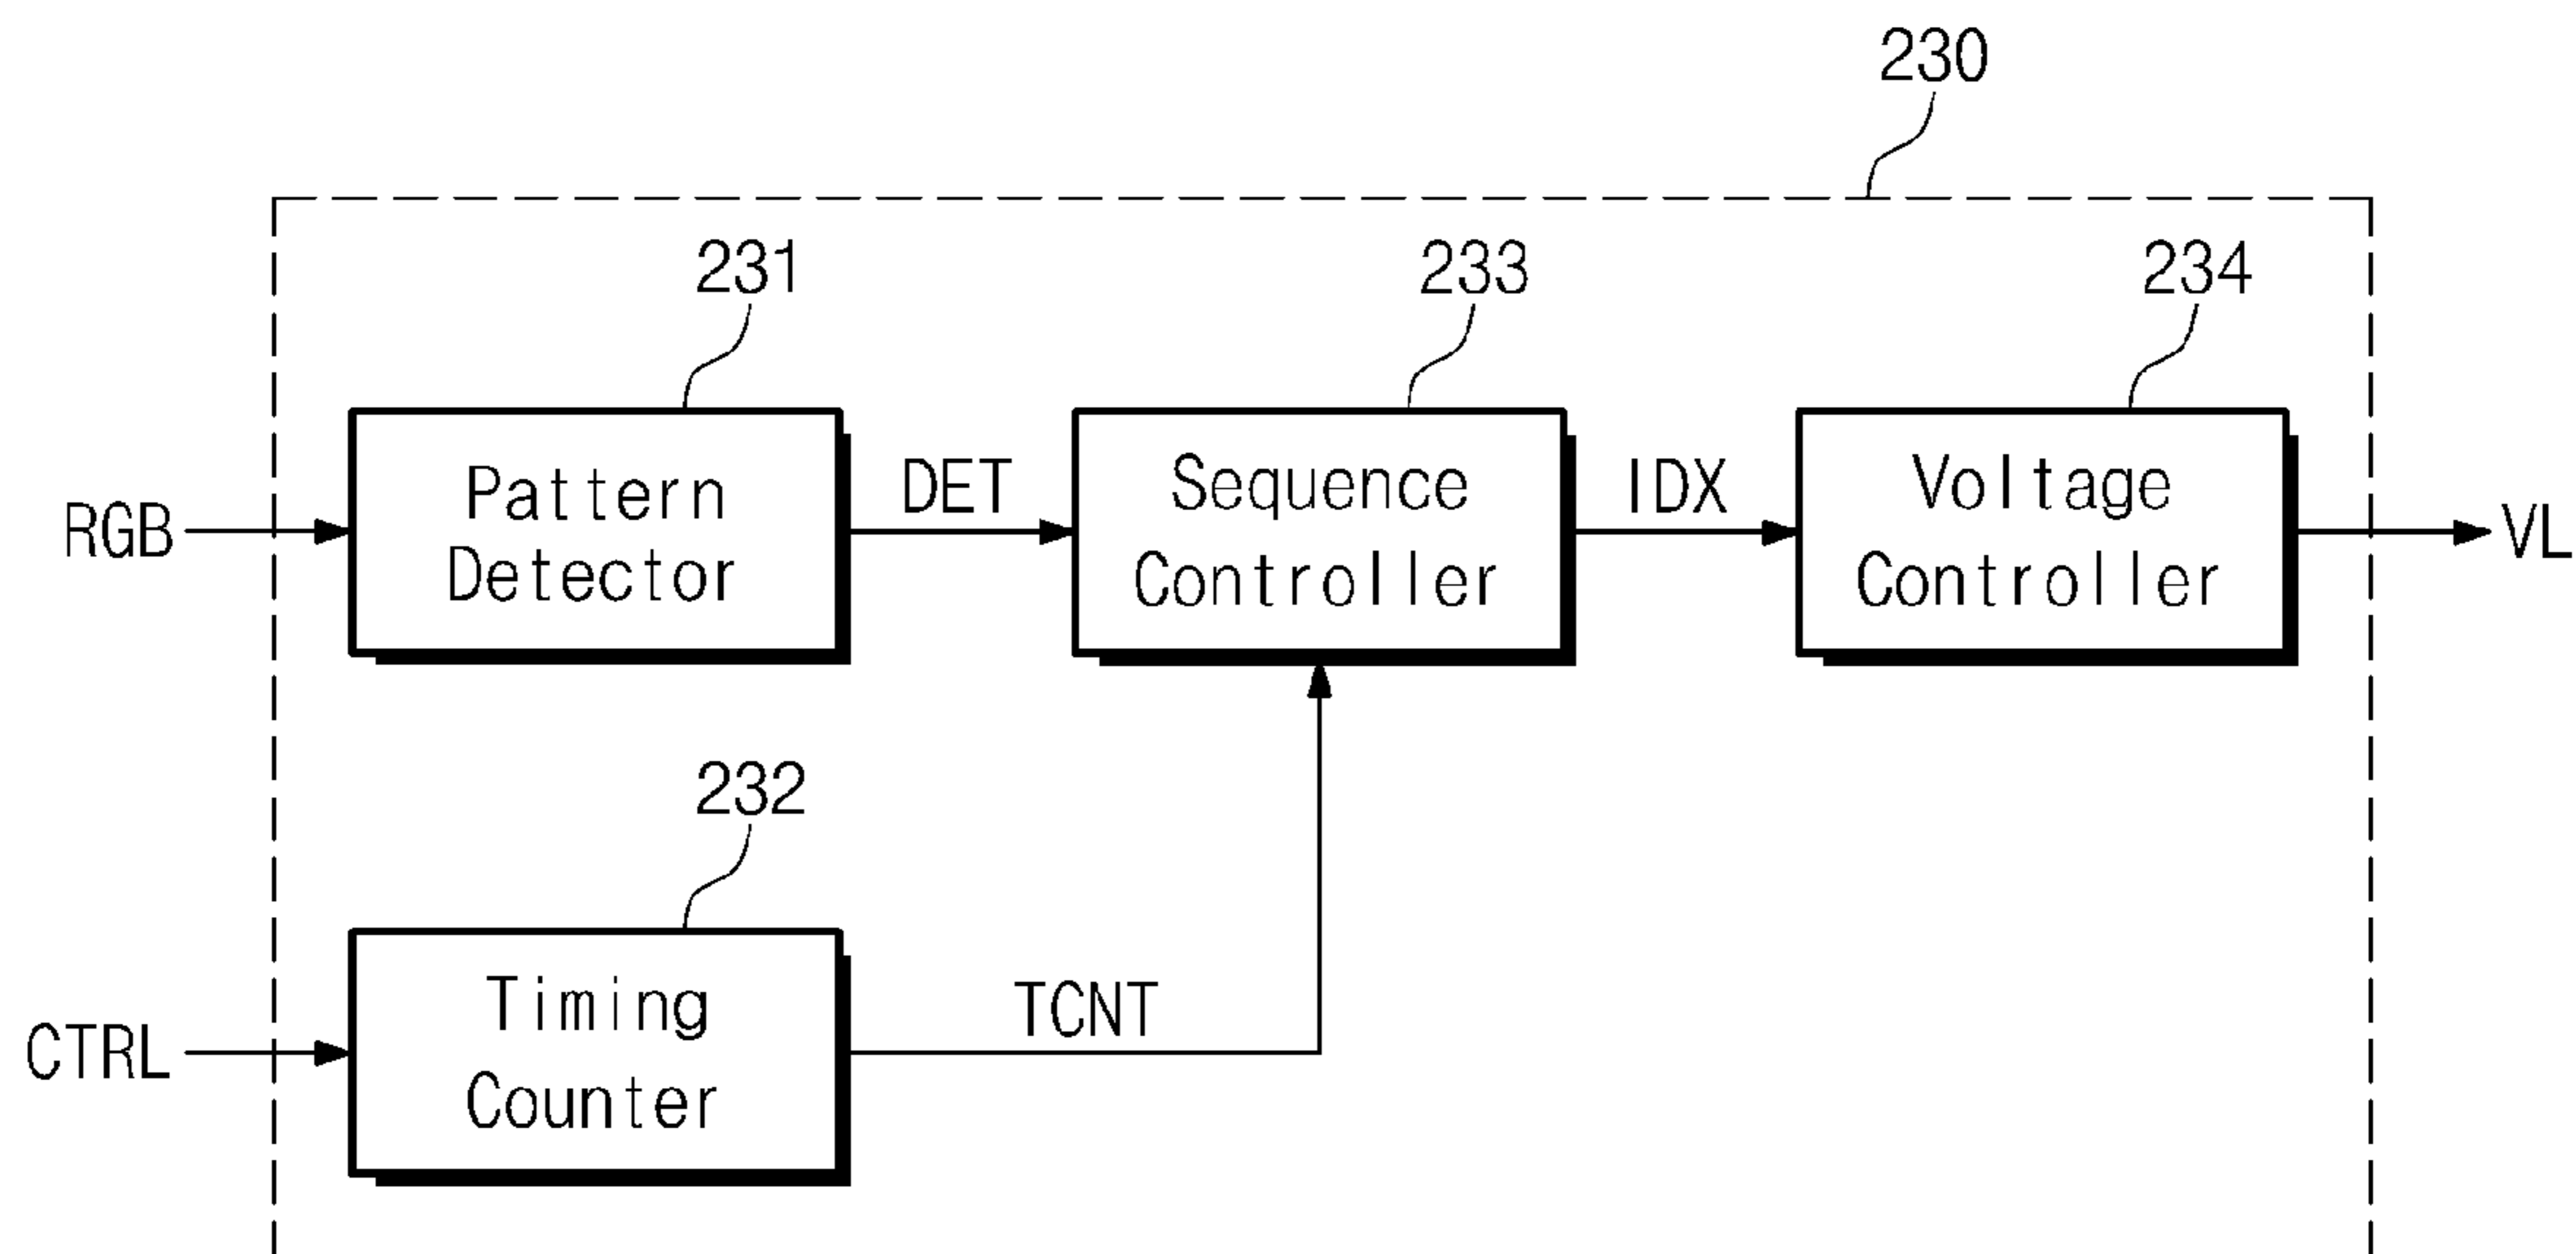 230
231
233
234
RGB
Pattern
Detector
DET
Sequence
Controller
IDX
Voltage
Controller
VL
232
CTRL
Timing
Counter
TCNT